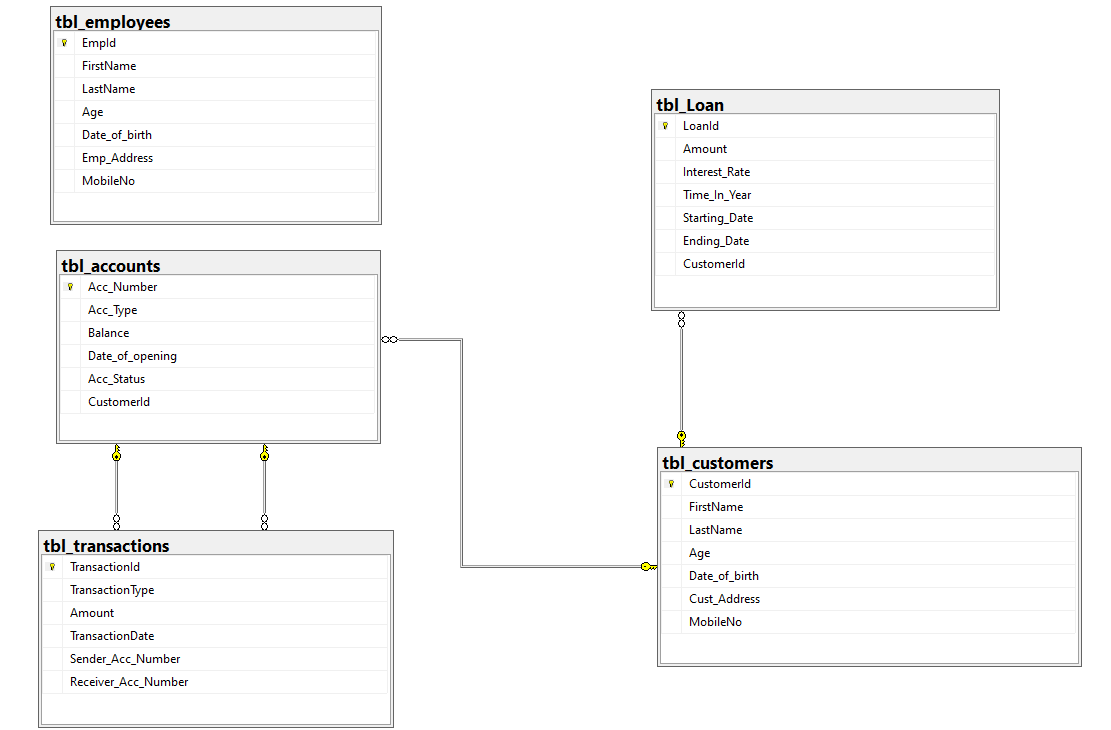 tbl_employees
EmpId
FirstName
LastName
Age
Date_of_birth
Emp_Address
MobileNo
tbl_Loan
LoanId
Amount
Interest_Rate
Time_In_Year
Starting_Date
Ending_Date
CustomerId
tbl_accounts
Acc_Number
Acc_Type
Balance
Date_of_opening
Acc_Status
CustomerId
tbl_customers
CustomerId
FirstName
LastName
Age
Date_of_birth
Cust_Address
MobileNo
tbl_transactions
TransactionId
TransactionType
Amount
TransactionDate
Sender_Acc_Number
Receiver_Acc_Number